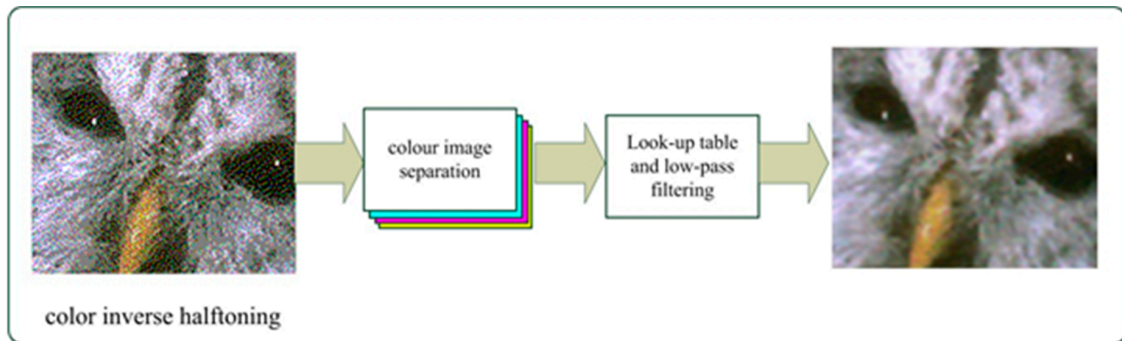 colour image
separation
Look-up table
and low-pass
filtering
color inverse halftoning